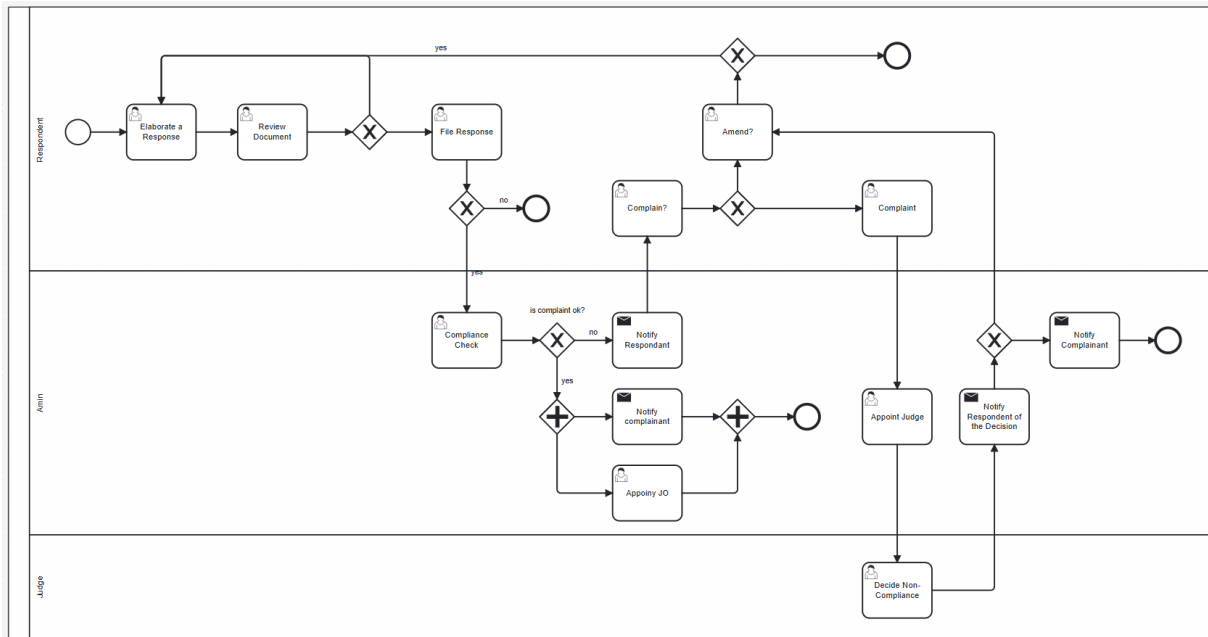 yes
Elaborate a
Response
Review
Document
File Response
Amend?
Respondent
no
Complain?
Complaint
yes
is complaint ok?
Compliance
Check
no
Notify
Respondant
Notify
Complainant
yes
Amin
Notify
complainant
Appoint Judge
Notify
Respondent of
the Decision
Appoiny JO
Judge
Decide Non-
Compliance